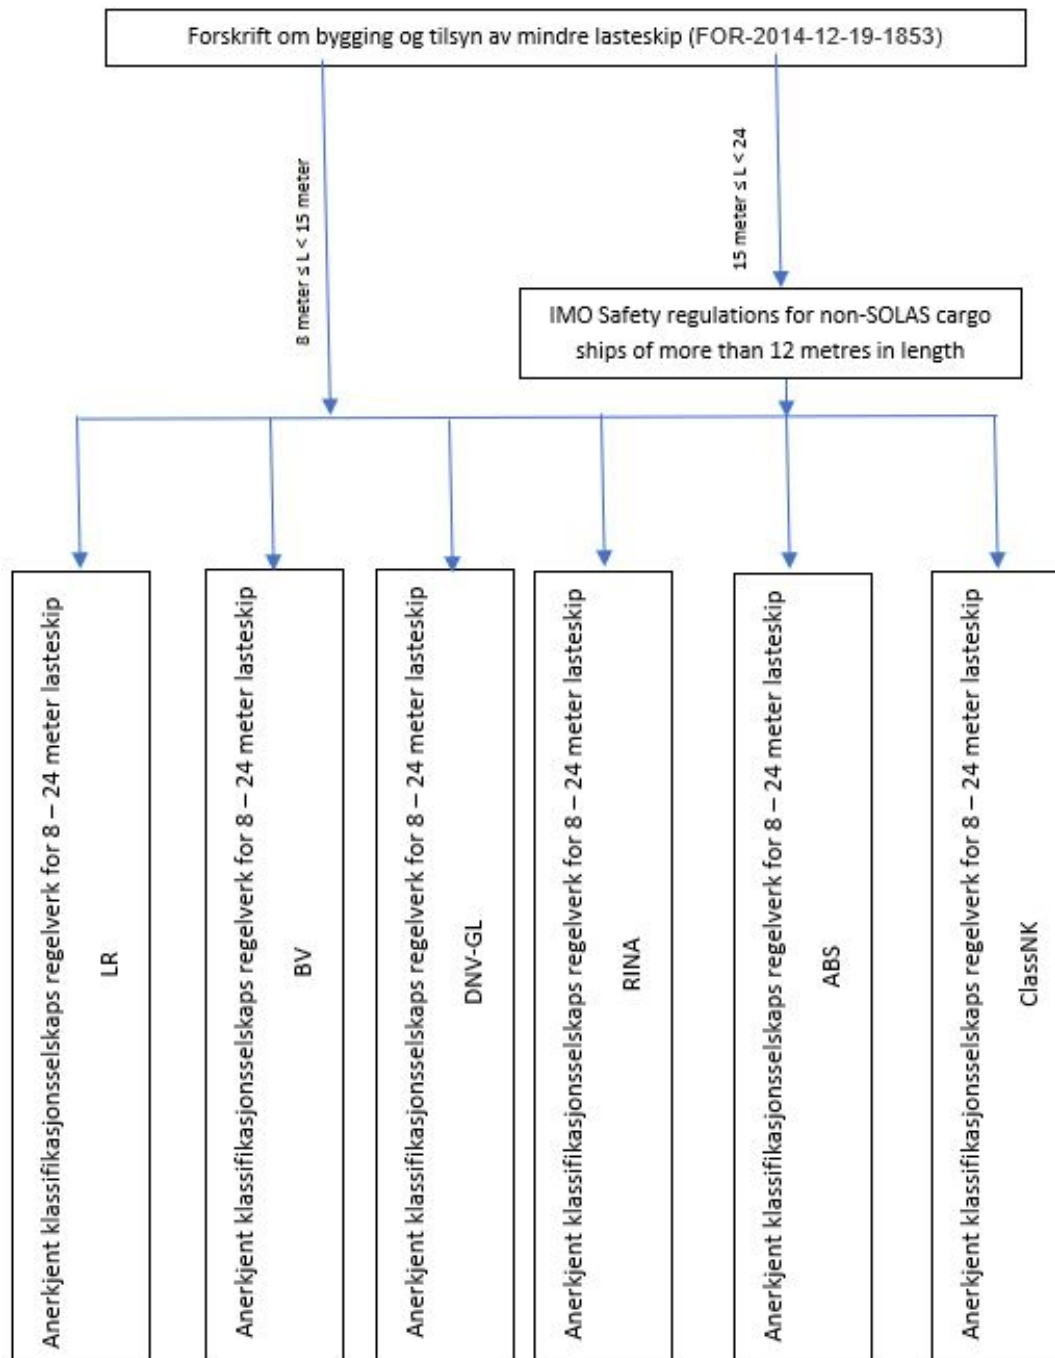 Forskrift om bygging og tilsyn av mindre lasteskip (FOR-2014-12-19-1853)
8 meter ≤ L < 15 meter
15 meter ≤ L < 24
IMO Safety regulations for non-SOLAS cargo
ships of more than 12 metres in length
Anerkjent klassifikasjonsselskaps regelverk for 8 – 24 meter lasteskip
LR
Anerkjent klassifikasjonsselskaps regelverk for 8 – 24 meter lasteskip
BV
Anerkjent klassifikasjonsselskaps regelverk for 8 – 24 meter lasteskip
DNV-GL
Anerkjent klassifikasjonsselskaps regelverk for 8 – 24 meter lasteskip
RINA
Anerkjent klassifikasjonsselskaps regelverk for 8 – 24 meter lasteskip
ABS
Anerkjent klassifikasjonsselskaps regelverk for 8 – 24 meter lasteskip
ClassNK